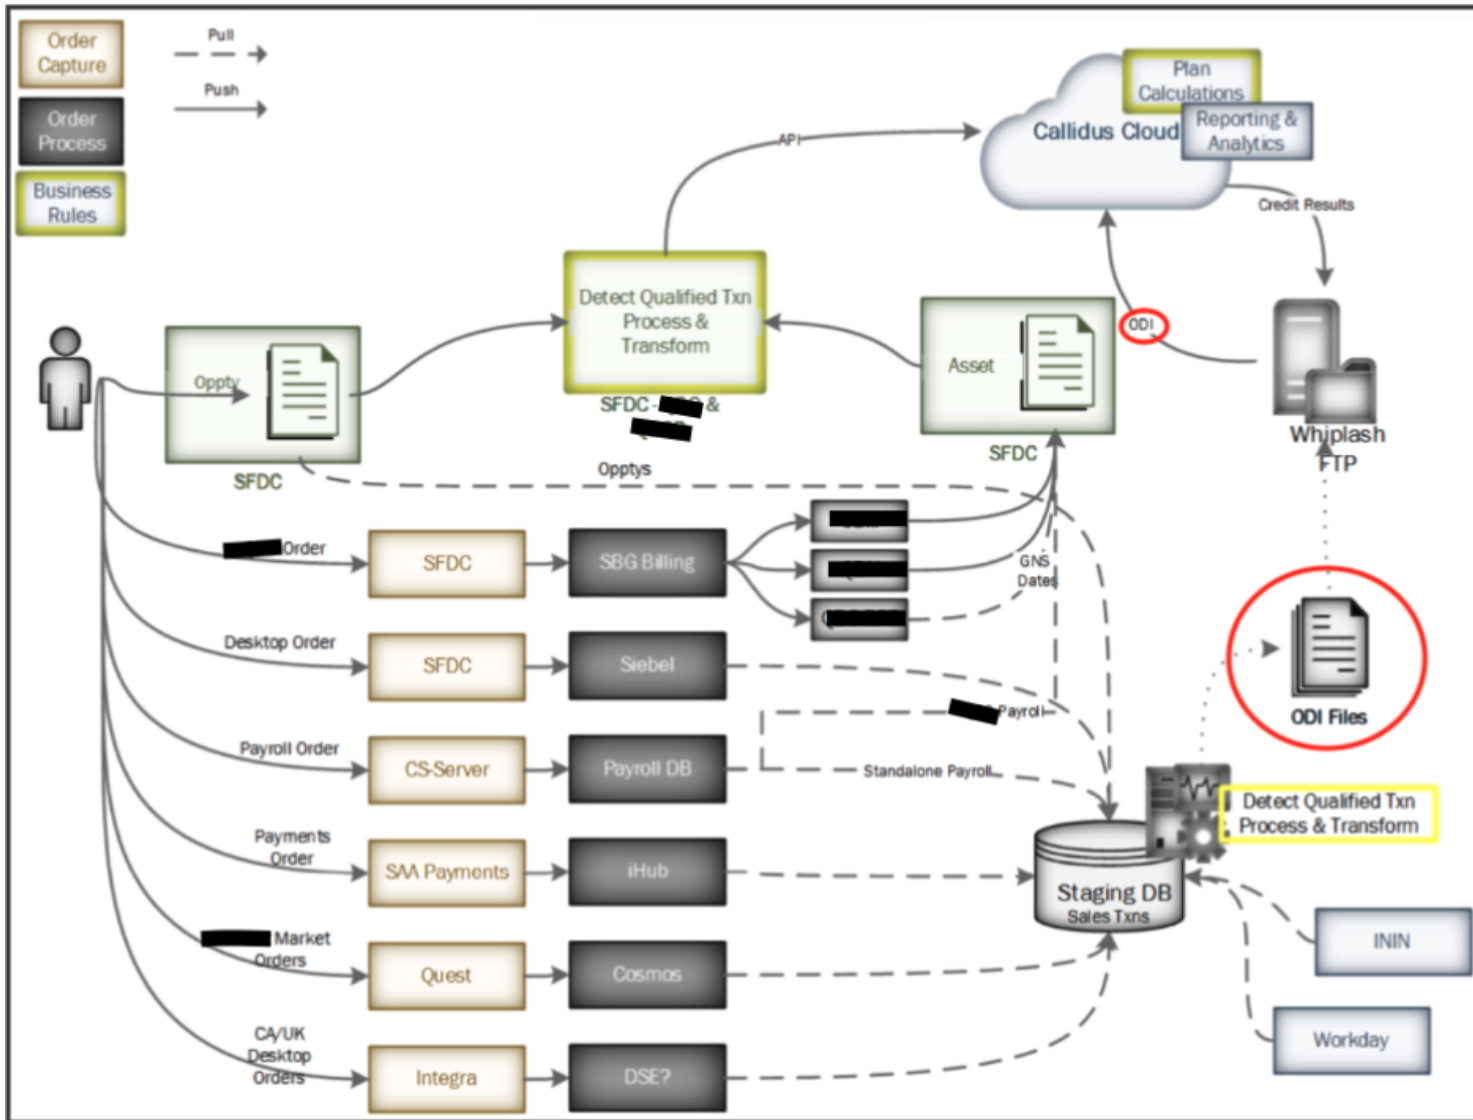 Order
Capture
Pull
Push
Order
Process
Business
Rules
Plan
Calculations
Callidus Cloud
Reporting &
Analytics
API
Credit Results
Detect Qualified Txn
Process &
Transform
SFDC - &
Oppty
SFDC
Asset
SFDC
ODI
Whiplash
FTP
Opptys
Order
SFDC
SBG Billing
GNS
Dates
Desktop Order
SFDC
Siebel
ODI Files
Payroll
Payroll Order
CS-Server
Payroll DB
Standalone Payroll
Detect Qualified Txn
Process & Transform
Payments
Order
SAA Payments
iHub
Staging DB
Sales Txns
Market
Orders
Quest
Cosmos
ININ
CA/UK
Desktop
Orders
Integra
DSE?
Workday